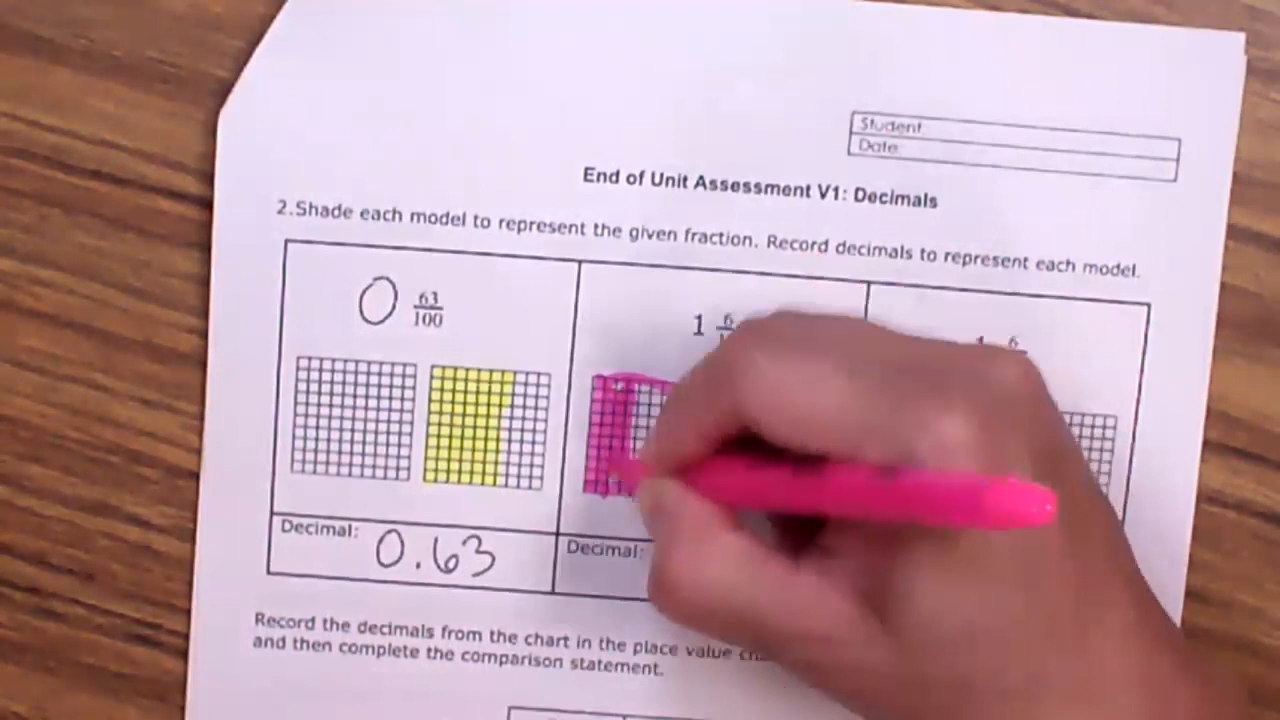 Student
Date
End of Unit Assessment V1: Decimals
2.Shade each model to represent the given fraction. Record decimals to represent each model.
0 63/100
1 6
6
Decimal: 0.63
Decimal:
Record the decimals from the chart in the place value
and then complete the comparison statement.